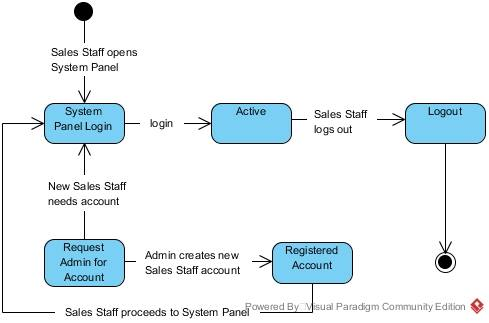 Sales Staff opens
System Panel
System
Panel Login
login
Active
Sales Staff
logs out
Logout
New Sales Staff
needs account
Request
Admin for
Account
Admin creates new
Sales Staff account
Registered
Account
Sales Staff proceeds to System Panel
Powered By Visual Paradigm Community Edition